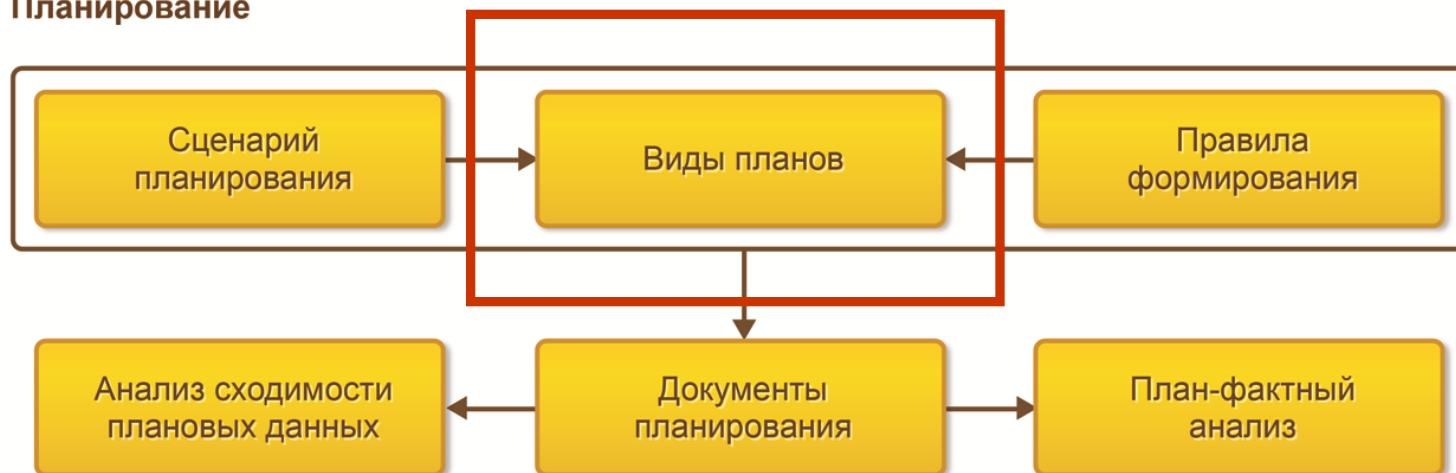 Планирование
Сценарий
планирования
Виды планов
Правила
формирования
Анализ сходимости
плановых данных
Документы
планирования
План-фактный
анализ